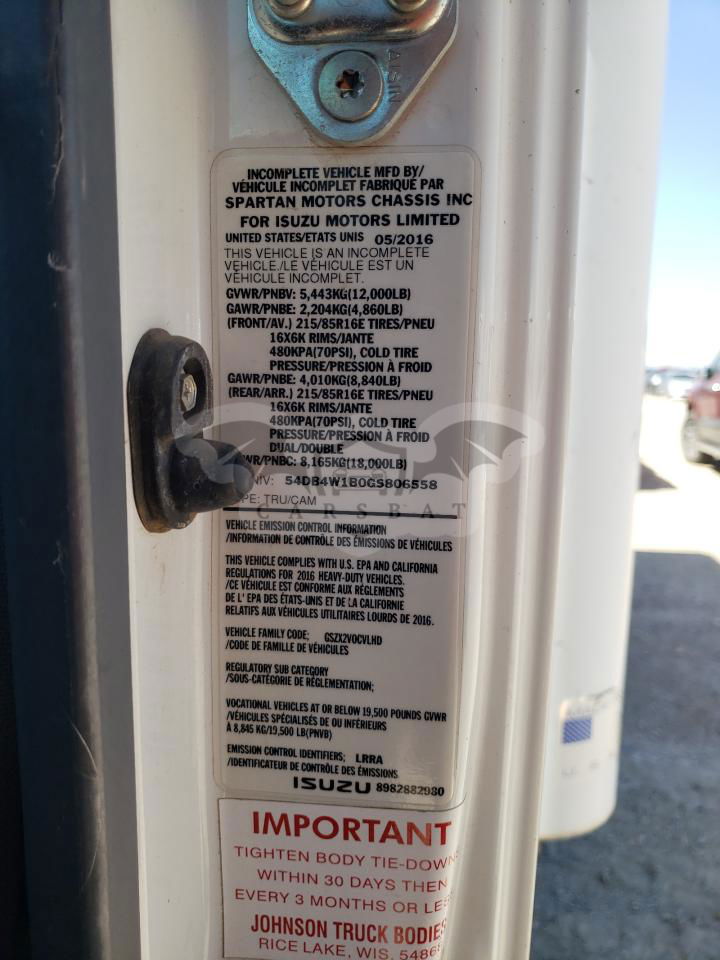 AISIN
INCOMPLETE VEHICLE MFD BY/
VÉHICULE INCOMPLET FABRIQUÉ PAR
SPARTAN MOTORS CHASSIS INC
FOR ISUZU MOTORS LIMITED
UNITED STATES/ETATS UNIS 05/2016
THIS VEHICLE IS AN INCOMPLETE
VEHICLE./LE VÉHICULE EST UN
VÉHICULE INCOMPLET.
GVWR/PNBV: 5,443KG(12,000LB)
GAWR/PNBE: 2,204KG(4,860LB)
(FRONT/AV.) 215/85R16E TIRES/PNEU
16X6K RIMS/JANTE
480KPA(70PSI), COLD TIRE
PRESSURE/PRESSION À FROID
GAWR/PNBE: 4,010KG(8,840LB)
(REAR/ARR.) 215/85R16E TIRES/PNEU
16X6K RIMS/JANTE
480KPA(70PSI), COLD TIRE
PRESSURE/PRESSION À FROID
DUAL/DOUBLE
WR/PNBC: 8,165KG(18,000LB)
NIV: 54DB4W1B0GS806558
PE: TRU/CAM
CARSBAT
VEHICLE EMISSION CONTROL INFORMATION
/INFORMATION DE CONTRÔLE DES ÉMISSIONS DE VÉHICULES
THIS VEHICLE COMPLIES WITH U.S. EPA AND CALIFORNIA
REGULATIONS FOR 2016 HEAVY-DUTY VEHICLES.
/CE VÉHICULE EST CONFORME AUX RÉGLEMENTS
DE L' EPA DES ÉTATS-UNIS ET DE LA CALIFORNIE
RELATIFS AUX VÉHICULES UTILITAIRES LOURDS DE 2016.
VEHICLE FAMILY CODE; GSZX2VOCVLHD
/CODE DE FAMILLE DE VÉHICULES
REGULATORY SUB CATEGORY
/SOUS-CATÉGORIE DE RÉGLEMENTATION;
VOCATIONAL VEHICLES AT OR BELOW 19,500 POUNDS GVWR
/VÉHICULES SPÉCIALISÉS DE OU INFÉRIEURS
À 8,845 KG/19,500 LB(PNVB)
EMISSION CONTROL IDENTIFIERS; LRRA
/IDENTIFICATEUR DE CONTRÔLE DES ÉMISSIONS
ISUZU 8982882980
IMPORTANT
TIGHTEN BODY TIE-DOWN
WITHIN 30 DAYS THEN
EVERY 3 MONTHS OR LES
JOHNSON TRUCK BODIES
RICE LAKE, WIS. 54868